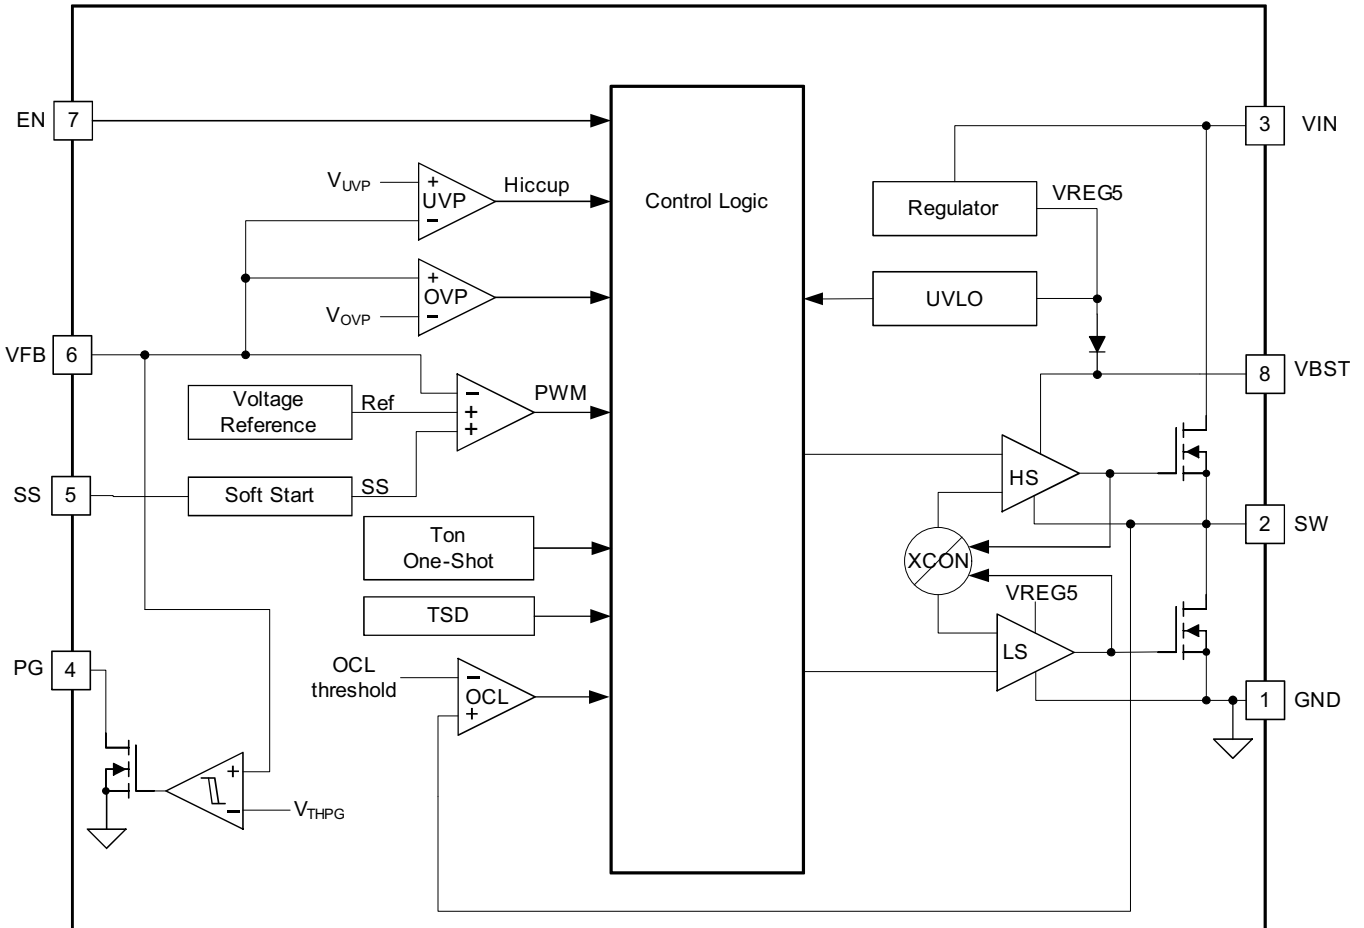 EN 7
VUVP
+
UVP
−
Hiccup
Control Logic
3 VIN
Regulator
VREG5
+
OVP
−
VOVP
UVLO
VFB 6
8 VBST
Voltage
Reference
Ref
−
+
+
PWM
SS 5
Soft Start
SS
HS
2 SW
Ton
One-Shot
XCON
TSD
VREG5
LS
PG 4
OCL
threshold
−
OCL
+
1 GND
+
−
VTHPG